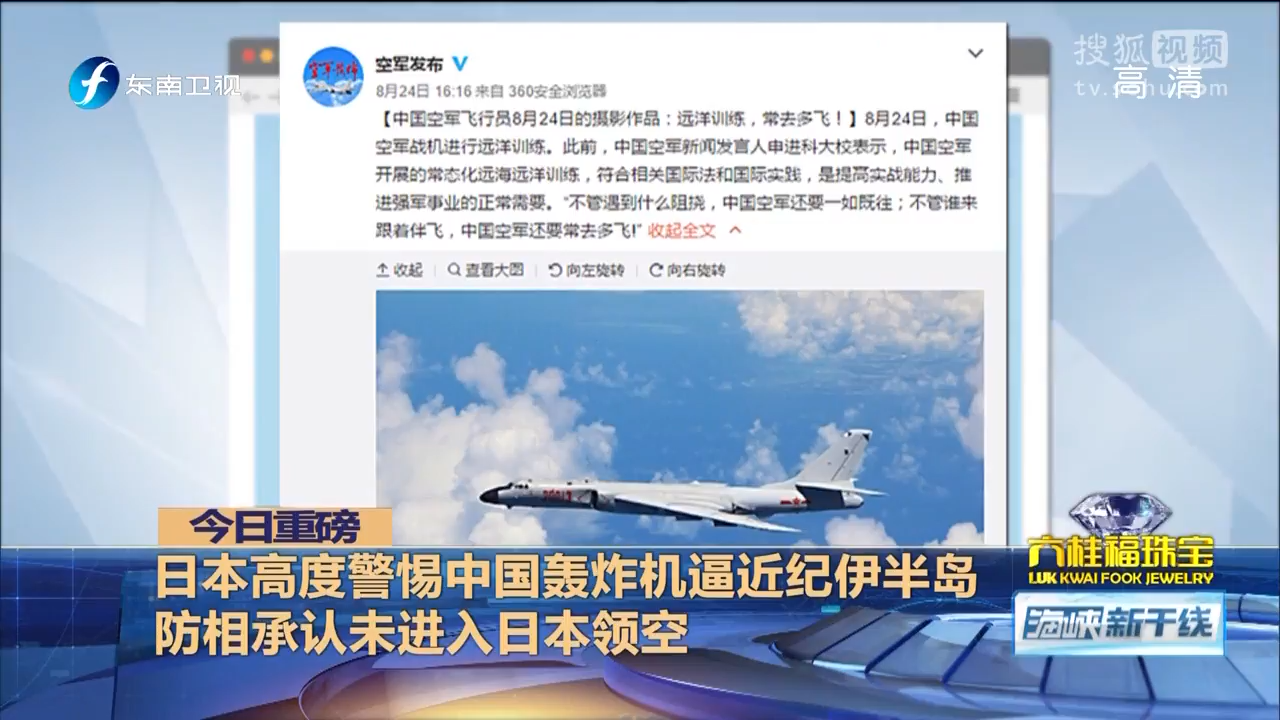 东南卫视
搜狐视频
高清
tv.sohu.com
空军发布
8月24日 16:16 来自 360安全浏览器
【中国空军飞行员8月24日的摄影作品：远洋训练，常去多飞！】8月24日，中国
空军战机进行远洋训练。此前，中国空军新闻发言人申进科大校表示，中国空军
开展的常态化远海远洋训练，符合相关国际法和国际实践，是提高实战能力、推
进强军事业的正常需要。“不管遇到什么阻挠，中国空军还要一如既往；不管谁来
跟着伴飞，中国空军还要常去多飞!” 收起全文
收起 查看大图 向左旋转 向右旋转
今日重磅
日本高度警惕中国轰炸机逼近纪伊半岛
防相承认未进入日本领空
六桂福珠宝
LUK KWAI FOOK JEWELRY
海峡新干线